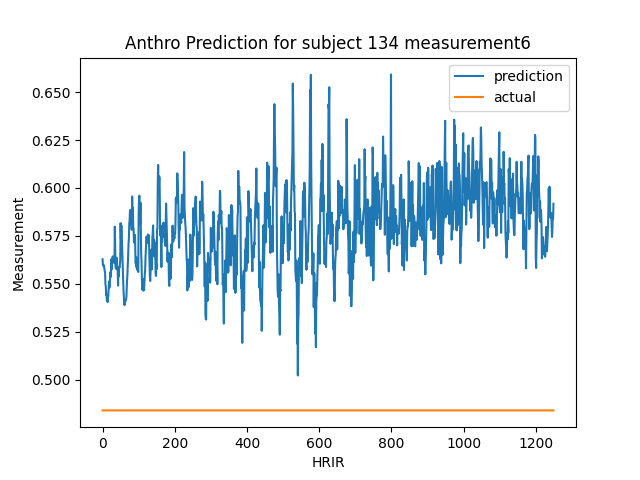 Anthro Prediction for subject 134 measurement6
prediction
actual
Measurement
0.650
0.625
0.600
0.575
0.550
0.525
0.500
0 200 400 600 800 1000 1200
HRIR